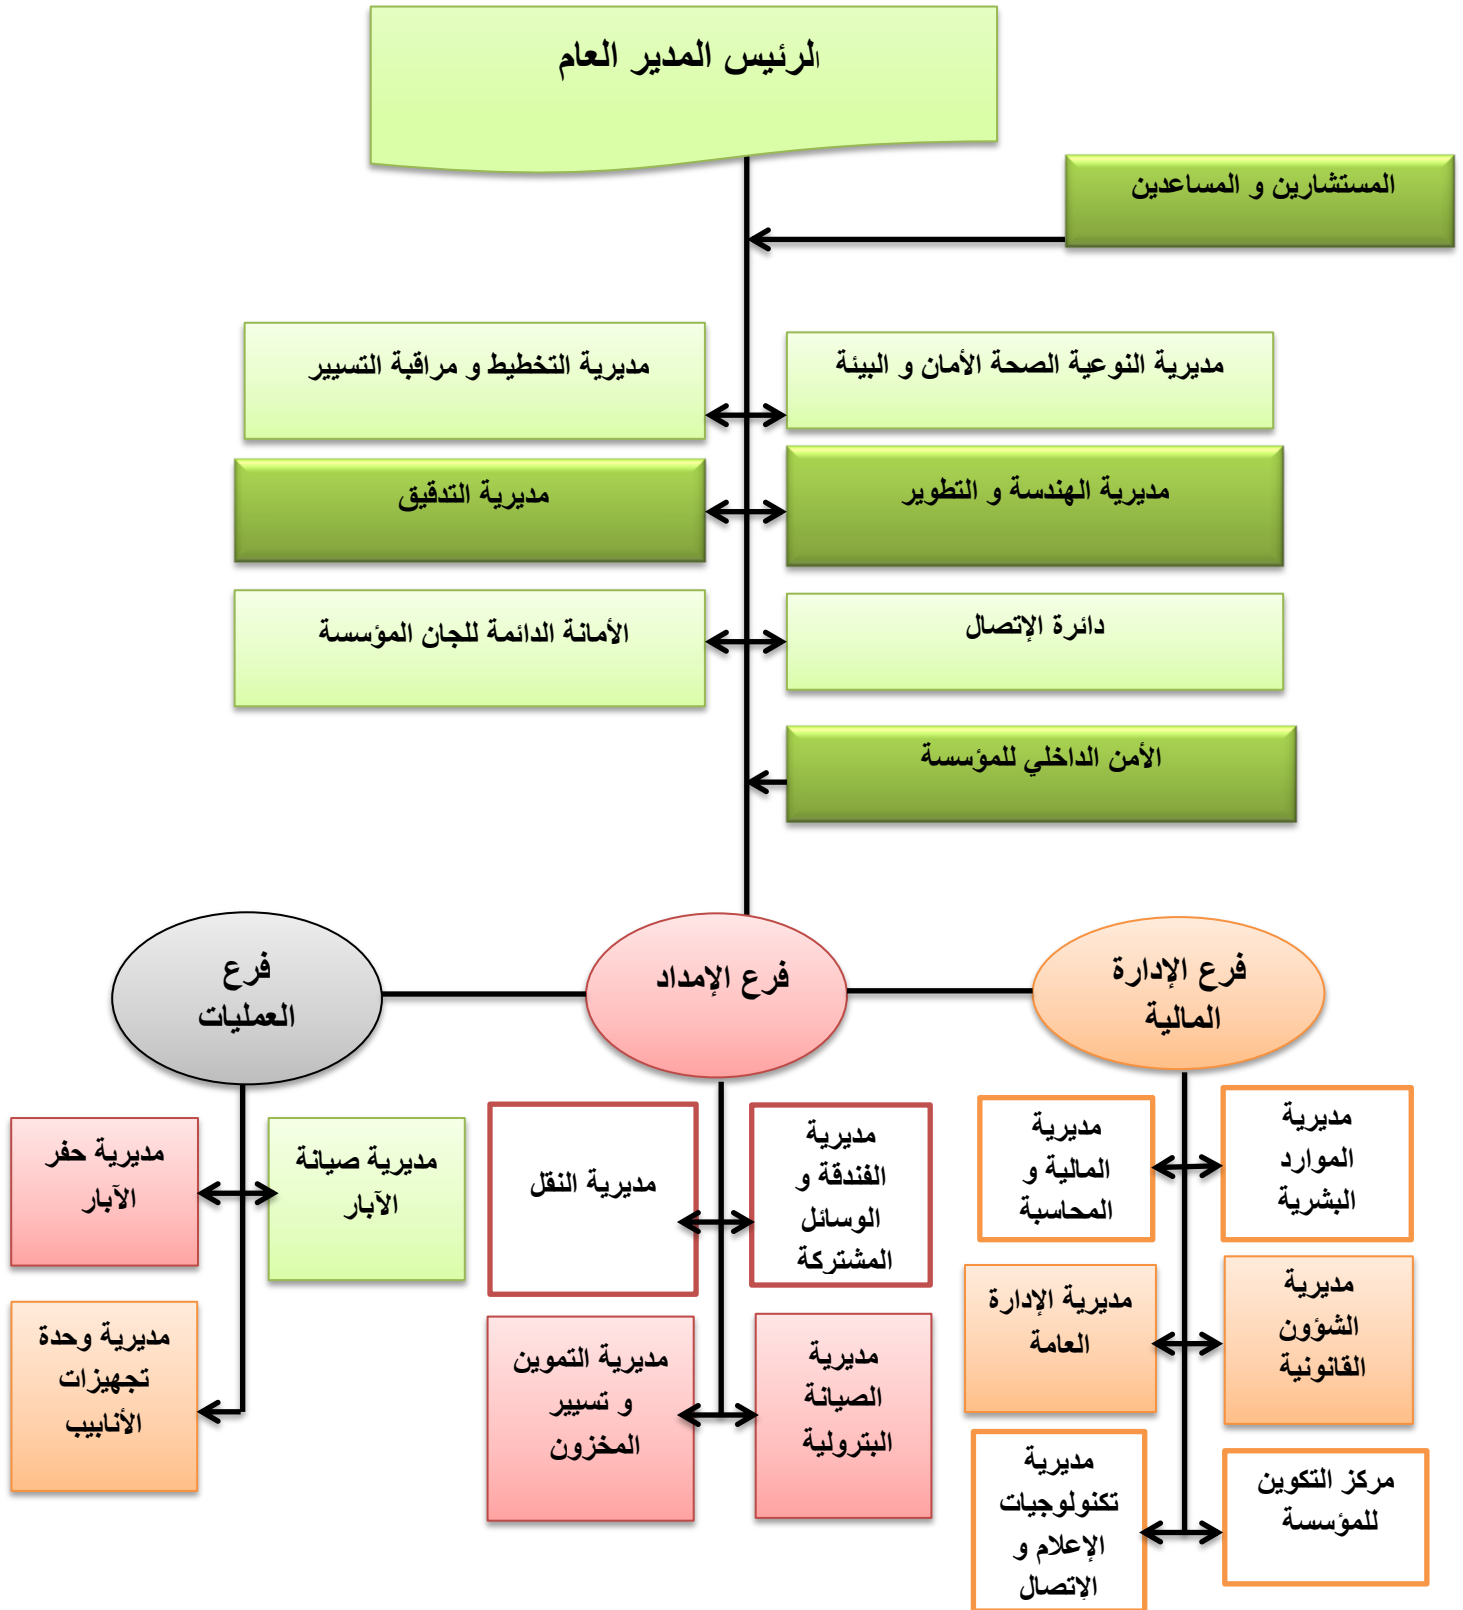 الرئيس المدير العام
المستشارين و المساعدين
مديرية النوعية الصحة الأمان و البيئة
مديرية التخطيط و مراقبة التسيير
مديرية الهندسة و التطوير
مديرية التدقيق
دائرة الإتصال
الأمانة الدائمة للجان المؤسسة
الأمن الداخلي للمؤسسة
فرع الإدارة
المالية
فرع الإمداد
فرع
العمليات
مديرية
الموارد
البشرية
مديرية
المالية و
المحاسبة
مديرية
الشؤون
القانونية
مديرية الإدارة
العامة
مركز التكوين
للمؤسسة
مديرية
تكنولوجيات
الإعلام و
الإتصال
مديرية
الفندقة و
الوسائل
المشتركة
مديرية النقل
مديرية
الصيانة
البترولية
مديرية التموين
و تسيير
المخزون
مديرية صيانة
الآبار
مديرية حفر
الآبار
مديرية وحدة
تجهيزات
الأنابيب